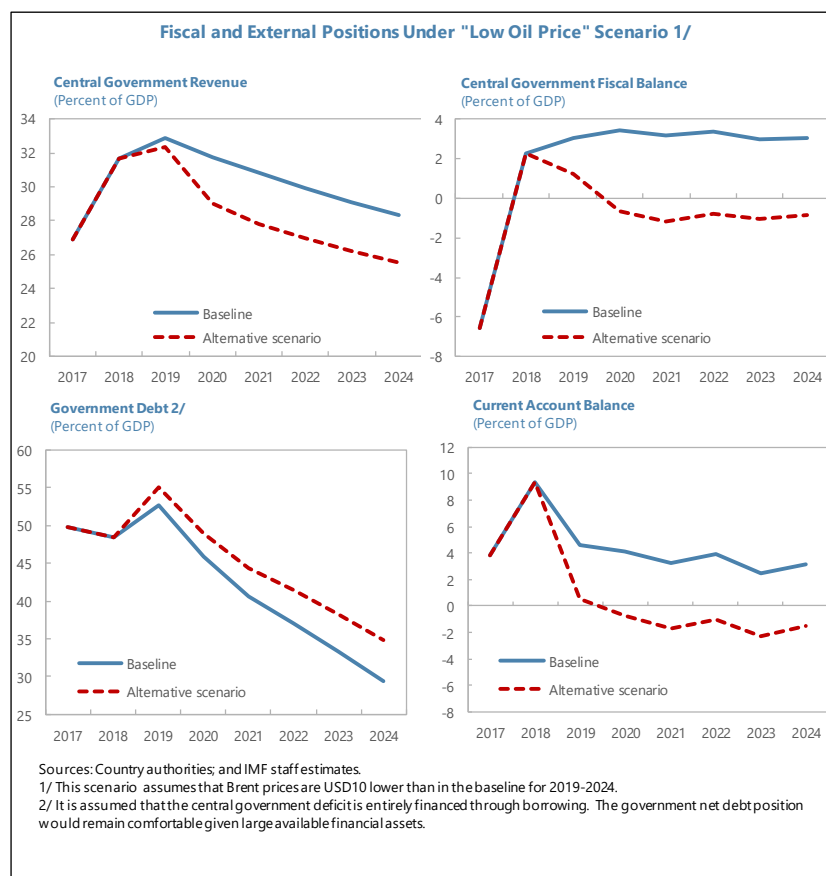 Fiscal and External Positions Under "Low Oil Price" Scenario 1/
Central Government Revenue
(Percent of GDP)
34
32
30
28
26
24
22
20
Baseline
Alternative scenario
2017 2018 2019 2020 2021 2022 2023 2024
Central Government Fiscal Balance
(Percent of GDP)
4
2
0
-2
-4
-6
-8
Baseline
Alternative scenario
2017 2018 2019 2020 2021 2022 2023 2024
Government Debt 2/
(Percent of GDP)
60
55
50
45
40
35
30
25
Baseline
Alternative scenario
2017 2018 2019 2020 2021 2022 2023 2024
Current Account Balance
(Percent of GDP)
12
10
8
6
4
2
0
-2
-4
-6
-8
Baseline
Alternative scenario
2017 2018 2019 2020 2021 2022 2023 2024
Sources: Country authorities; and IMF staff estimates.
1/ This scenario assumes that Brent prices are USD10 lower than in the baseline for 2019-2024.
2/ It is assumed that the central government deficit is entirely financed through borrowing. The government net debt position
would remain comfortable given large available financial assets.